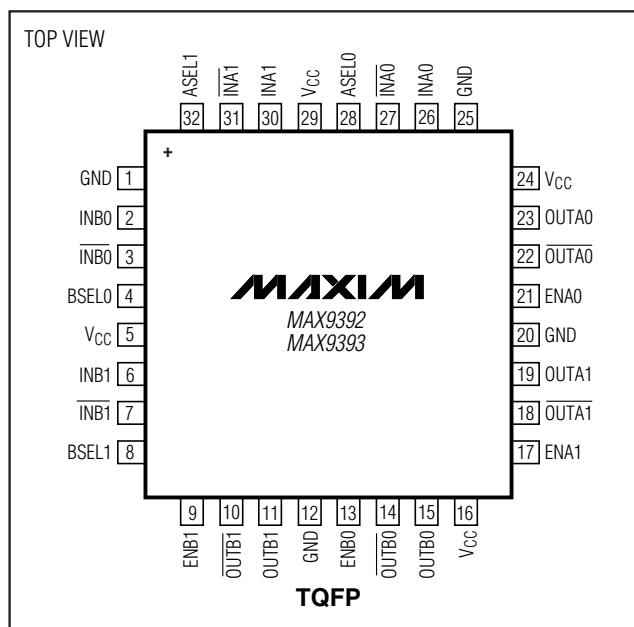 TOP VIEW
ASEL1
INA1
INA1
VCC
ASEL0
INA0
INA0
GND
32 31 30 29 28 27 26 25
+
GND 1
INB0 2
INB0 3
BSEL0 4
VCC 5
INB1 6
INB1 7
BSEL1 8
MAXIM
MAX9392
MAX9393
24 VCC
23 OUTA0
22 OUTA0
21 ENA0
20 GND
19 OUTA1
18 OUTA1
17 ENA1
9 10 11 12 13 14 15 16
ENB1
OUTB1
OUTB1
GND
ENB0
OUTB0
OUTB0
VCC
TQFP